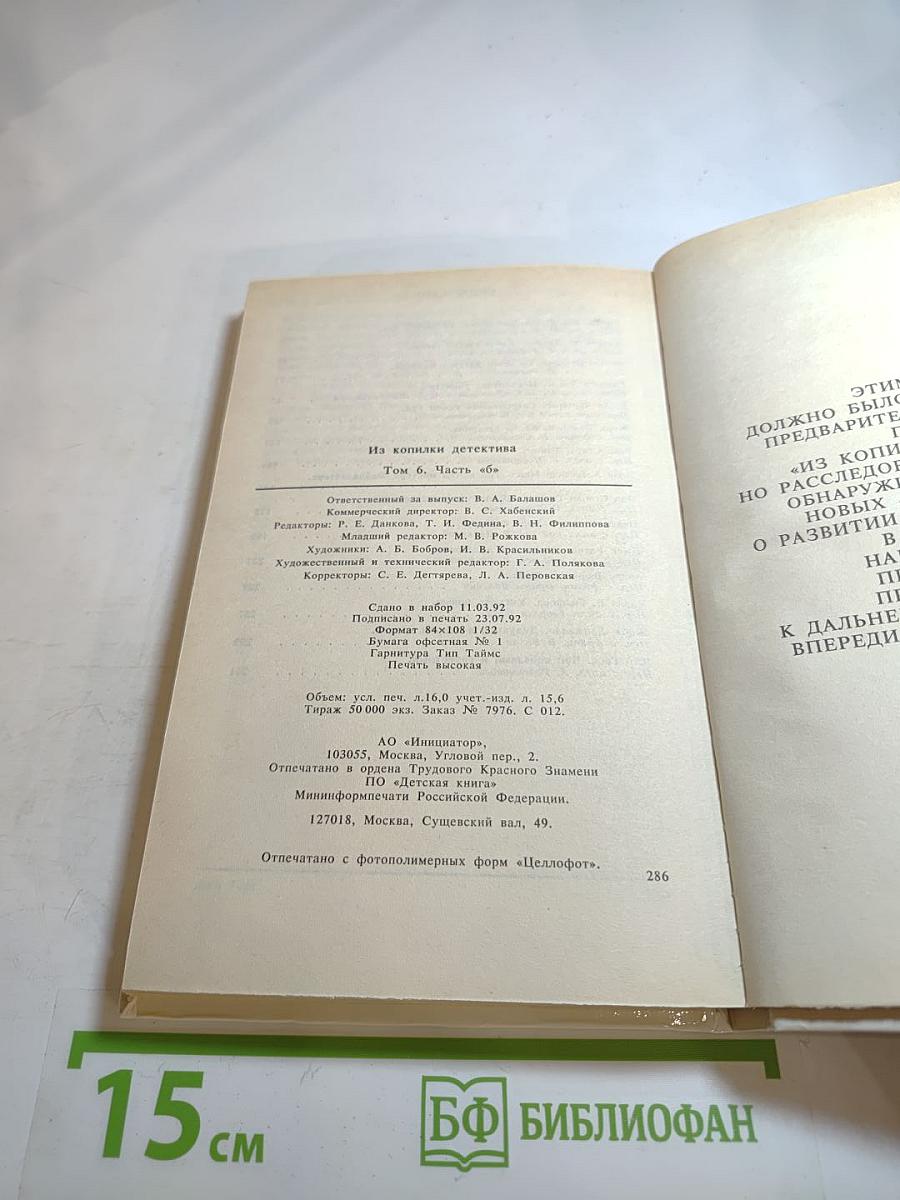 Из копилки детектива
Том 6. Часть «б»
Ответственный за выпуск: В. А. Балашов
Коммерческий директор: В. С. Хабенский
Редакторы: Р. Е. Данкова, Т. И. Федина, В. Н. Филиппова
Младший редактор: М. В. Рожкова
Художники: А. Б. Бобров, И. В. Красильников
Художественный и технический редактор: Г. А. Полякова
Корректоры: С. Е. Дегтярева, Л. А. Перовская
Сдано в набор 11.03.92
Подписано в печать 23.07.92
Формат 84×108 1/32
Бумага офсетная № 1
Гарнитура Тип Таймс
Печать высокая
Объем: усл. печ. л.16,0 учет.-изд. л. 15,6
Тираж 50 000 экз. Заказ № 7976. С 012.
АО «Инициатор»,
103055, Москва, Угловой пер., 2.
Отпечатано в ордена Трудового Красного Знамени
ПО «Детская книга»
Мининформпечати Российской Федерации.
127018, Москва, Сущевский вал, 49.
Отпечатано с фотополимерных форм «Целлофот».
286
ЭТИМ
ДОЛЖНО БЫЛО
ПРЕДВАРИТЕ
П
«ИЗ КОПИ
НО РАССЛЕДОВ
ОБНАРУЖИ
НОВЫХ
О РАЗВИТИИ
В
НАЧ
ПР
ПР
К ДАЛЬНЕ
ВПЕРЕДИ
15 см
БФ БИБЛИОФАН